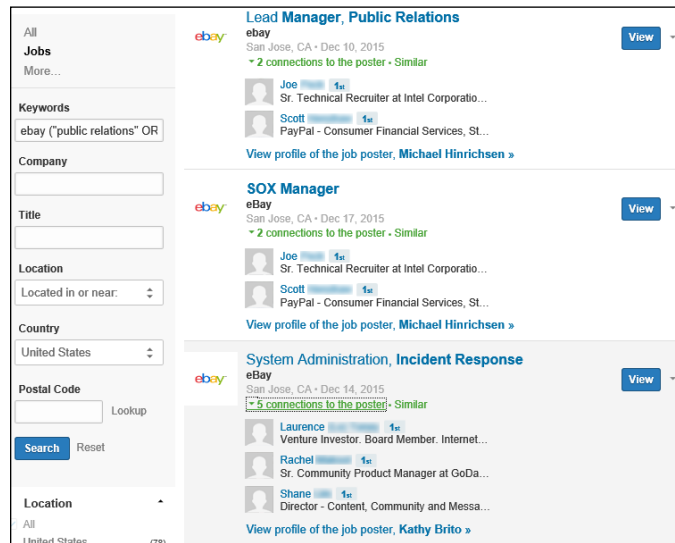 All
Jobs
More...
Keywords
ebay ("public relations" OR
Company
Title
Location
Located in or near:
Country
United States
Postal Code
Lookup
Search Reset
Location
All
United States (78)
Lead Manager, Public Relations
ebay
ebay
San Jose, CA • Dec 10, 2015
2 connections to the poster • Similar
Joe 1st
Sr. Technical Recruiter at Intel Corporatio...
Scott 1st
PayPal - Consumer Financial Services, St...
View profile of the job poster, Michael Hinrichsen »
View
SOX Manager
ebay
eBay
San Jose, CA • Dec 17, 2015
2 connections to the poster • Similar
Joe 1st
Sr. Technical Recruiter at Intel Corporatio...
Scott 1st
PayPal - Consumer Financial Services, St...
View profile of the job poster, Michael Hinrichsen »
View
System Administration, Incident Response
ebay
eBay
San Jose, CA • Dec 14, 2015
5 connections to the poster • Similar
Laurence 1st
Venture Investor. Board Member. Internet...
Rachel 1st
Sr. Community Product Manager at GoDa...
Shane 1st
Director - Content, Community and Messa...
View profile of the job poster, Kathy Brito »
View